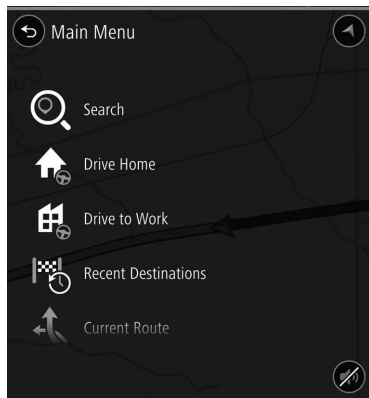 Main Menu
Search
Drive Home
Drive to Work
Recent Destinations
Current Route